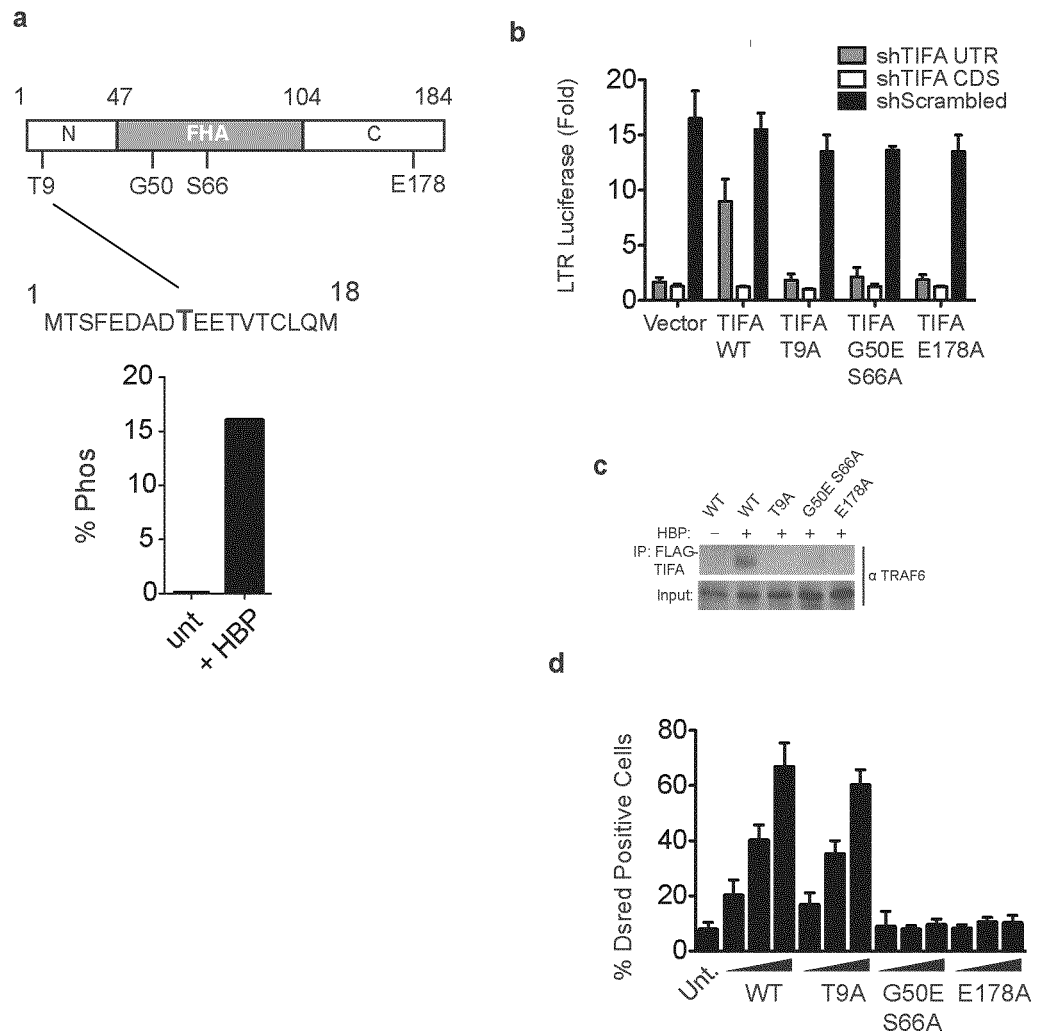 a
1 47 104 184
N FHA C
T9 G50 S66 E178
1 18
MTSFEDADTEETVTCLQM
% Phos
20
15
10
5
0
unt + HBP
b
shTIFA UTR
shTIFA CDS
shScrambled
LTR Luciferase (Fold)
20
15
10
5
0
Vector TIFA TIFA TIFA TIFA
WT T9A G50E E178A
S66A
c
WT WT T9A G50E S66A E178A
HBP: – + + + +
IP: FLAG-
TIFA
α TRAF6
Input:
d
% Dsred Positive Cells
80
60
40
20
0
Unt. WT T9A G50E E178A
S66A